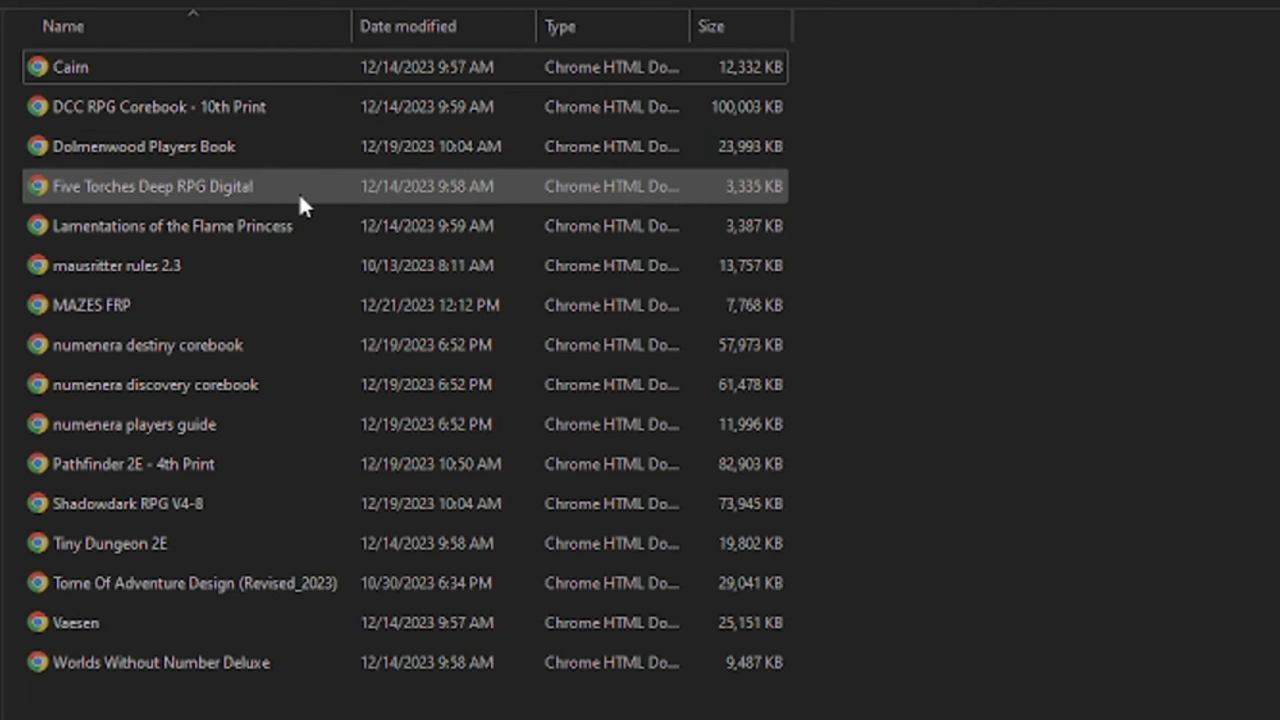 Name Date modified Type Size
Cairn 12/14/2023 9:57 AM Chrome HTML Do... 12,332 KB
DCC RPG Corebook - 10th Print 12/14/2023 9:59 AM Chrome HTML Do... 100,003 KB
Dolmenwood Players Book 12/19/2023 10:04 AM Chrome HTML Do... 23,993 KB
Five Torches Deep RPG Digital 12/14/2023 9:58 AM Chrome HTML Do... 3,335 KB
Lamentations of the Flame Princess 12/14/2023 9:59 AM Chrome HTML Do... 3,387 KB
mausritter rules 2.3 10/13/2023 8:11 AM Chrome HTML Do... 13,757 KB
MAZES FRP 12/21/2023 12:12 PM Chrome HTML Do... 7,768 KB
numenera destiny corebook 12/19/2023 6:52 PM Chrome HTML Do... 57,973 KB
numenera discovery corebook 12/19/2023 6:52 PM Chrome HTML Do... 61,478 KB
numenera players guide 12/19/2023 6:52 PM Chrome HTML Do... 11,996 KB
Pathfinder 2E - 4th Print 12/19/2023 10:50 AM Chrome HTML Do... 82,903 KB
Shadowdark RPG V4-8 12/19/2023 10:04 AM Chrome HTML Do... 73,945 KB
Tiny Dungeon 2E 12/14/2023 9:58 AM Chrome HTML Do... 19,802 KB
Tome Of Adventure Design (Revised_2023) 10/30/2023 6:34 PM Chrome HTML Do... 29,041 KB
Vaesen 12/14/2023 9:57 AM Chrome HTML Do... 25,151 KB
Worlds Without Number Deluxe 12/14/2023 9:58 AM Chrome HTML Do... 9,487 KB